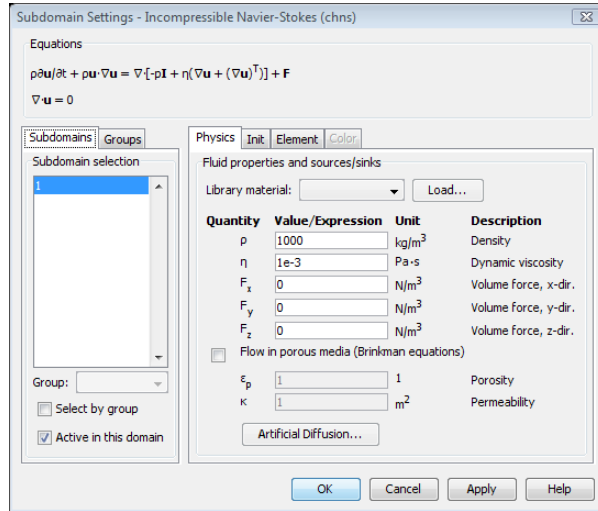 Subdomain Settings - Incompressible Navier-Stokes (chns)
Equations
ρ∂u/∂t + ρu·∇u = ∇·[-pI + η(∇u + (∇u)ᵀ)] + F
∇·u = 0
Subdomains Groups
Subdomain selection
1
Group:
Select by group
Active in this domain
Physics Init Element Color
Fluid properties and sources/sinks
Library material: Load...
Quantity Value/Expression Unit Description
ρ 1000 kg/m³ Density
η 1e-3 Pa·s Dynamic viscosity
Fₓ 0 N/m³ Volume force, x-dir.
F_y 0 N/m³ Volume force, y-dir.
F_z 0 N/m³ Volume force, z-dir.
Flow in porous media (Brinkman equations)
εₚ 1 1 Porosity
κ 1 m² Permeability
Artificial Diffusion...
OK Cancel Apply Help